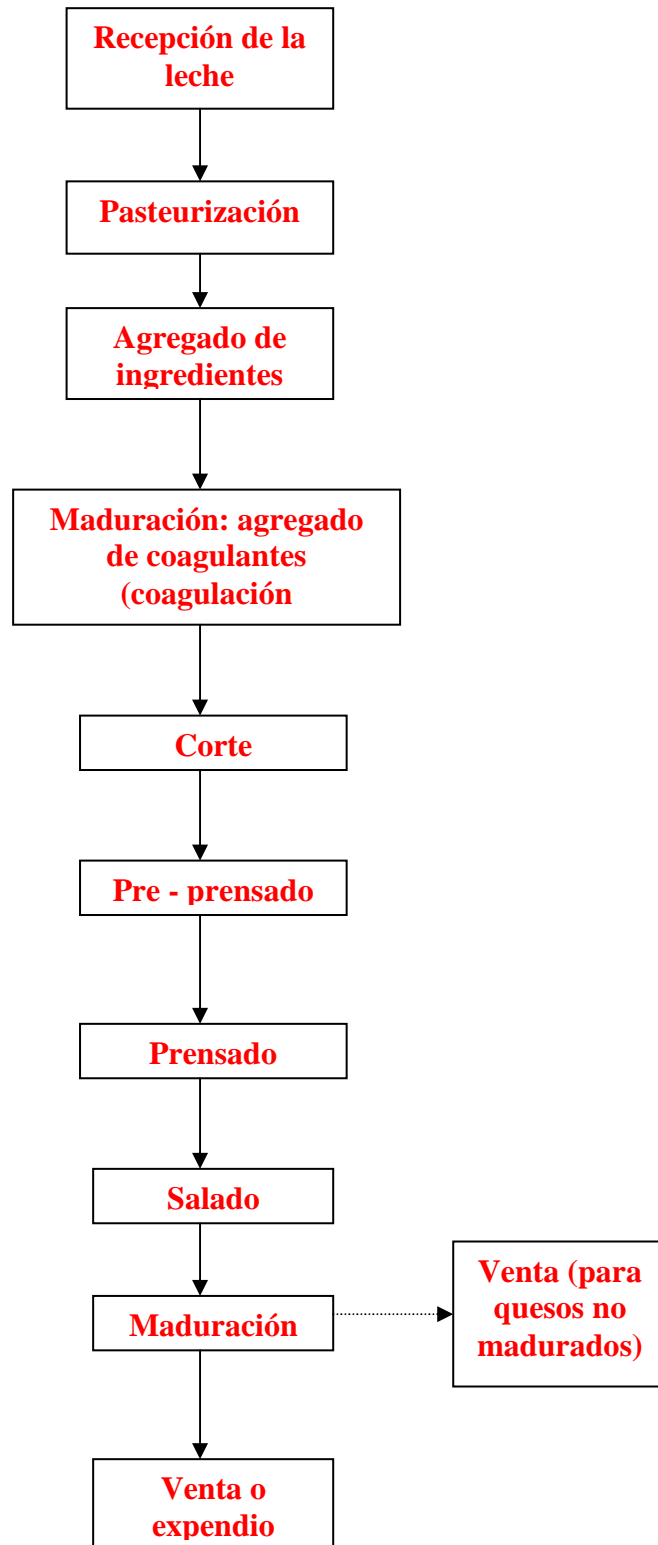 Recepción de la
leche
Pasteurización
Agregado de
ingredientes
Maduración: agregado
de coagulantes
(coagulación
Corte
Pre - prensado
Prensado
Salado
Maduración
Venta (para
quesos no
madurados)
Venta o
expendio